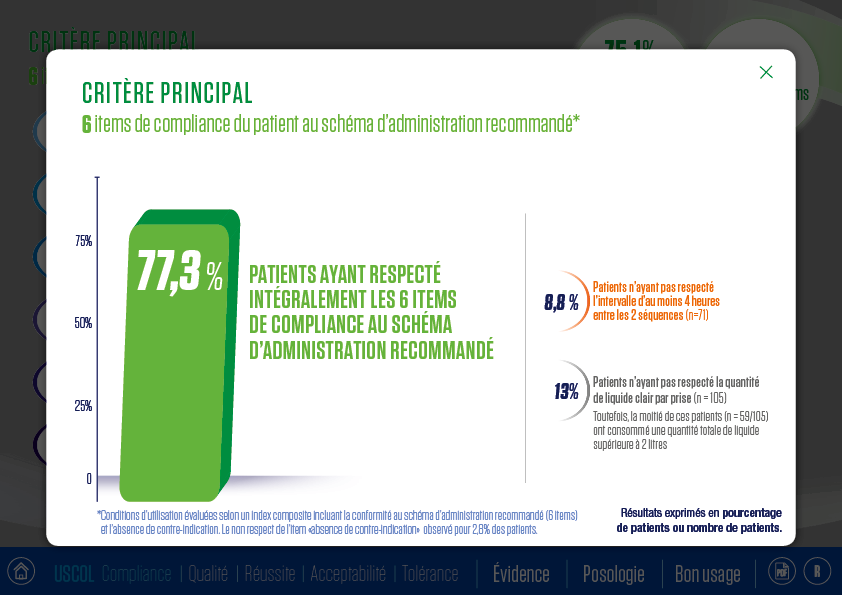 CRITÈRE PRINCIPAL
75,1%
6
ms
CRITÈRE PRINCIPAL
6 items de compliance du patient au schéma d'administration recommandé*
75%
50%
25%
0
77,3 %
PATIENTS AYANT RESPECTÉ
INTÉGRALEMENT LES 6 ITEMS
DE COMPLIANCE AU SCHÉMA
D'ADMINISTRATION RECOMMANDÉ
8,8 %
Patients n'ayant pas respecté
l'intervalle d'au moins 4 heures
entre les 2 séquences (n=71)
13%
Patients n'ayant pas respecté la quantité
de liquide clair par prise (n = 105)
Toutefois, la moitié de ces patients (n = 59/105)
ont consommé une quantité totale de liquide
supérieure à 2 litres
*Conditions d'utilisation évaluées selon un index composite incluant la conformité au schéma d'administration recommandé (6 items)
et l'absence de contre-indication. Le non respect de l'item «absence de contre-indication» observé pour 2,8% des patients.
Résultats exprimés en pourcentage
de patients ou nombre de patients.
USCOL Compliance | Qualité | Réussite | Acceptabilité | Tolérance | Évidence | Posologie | Bon usage | PDF R